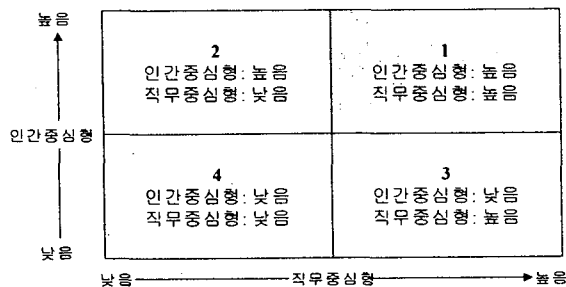 높음
2
인간중심형: 높음
직무중심형: 낮음
1
인간중심형: 높음
직무중심형: 높음
인간중심형
4
인간중심형: 낮음
직무중심형: 낮음
3
인간중심형: 낮음
직무중심형: 높음
낮음
낮음 직무중심형 높음